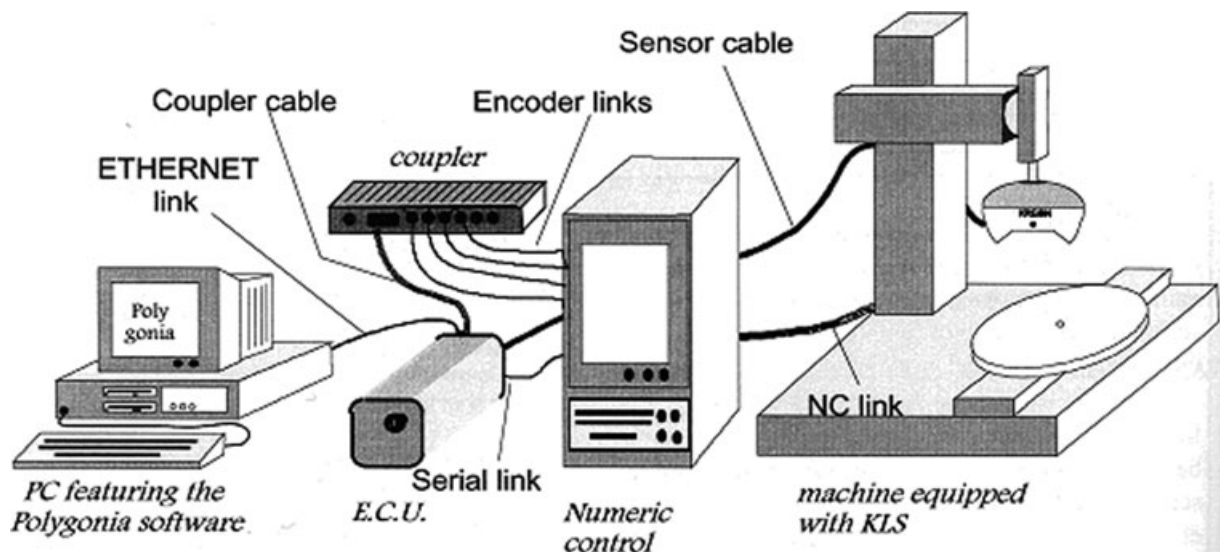 Sensor cable
Coupler cable
Encoder links
coupler
ETHERNET
link
Poly
gonia
NC link
Serial link
PC featuring the
Polygonia software
E.C.U.
Numeric
control
machine equipped
with KLS